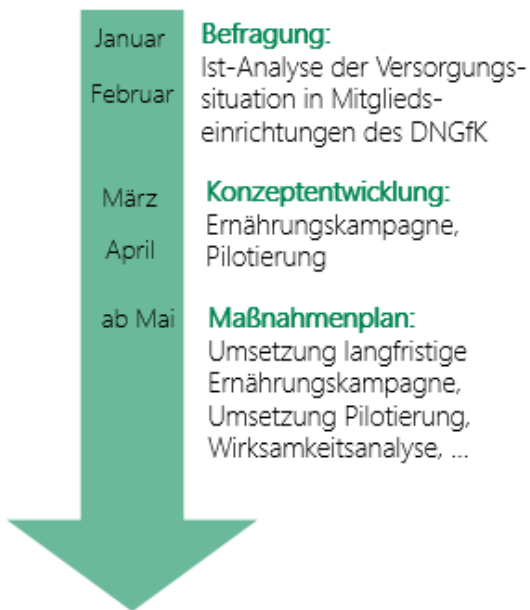 Januar
Februar
Befragung:
Ist-Analyse der Versorgungs-
situation in Mitglieds-
einrichtungen des DNGfK
März
April
Konzeptentwicklung:
Ernährungskampagne,
Pilotierung
ab Mai
Maßnahmenplan:
Umsetzung langfristige
Ernährungskampagne,
Umsetzung Pilotierung,
Wirksamkeitsanalyse, ...